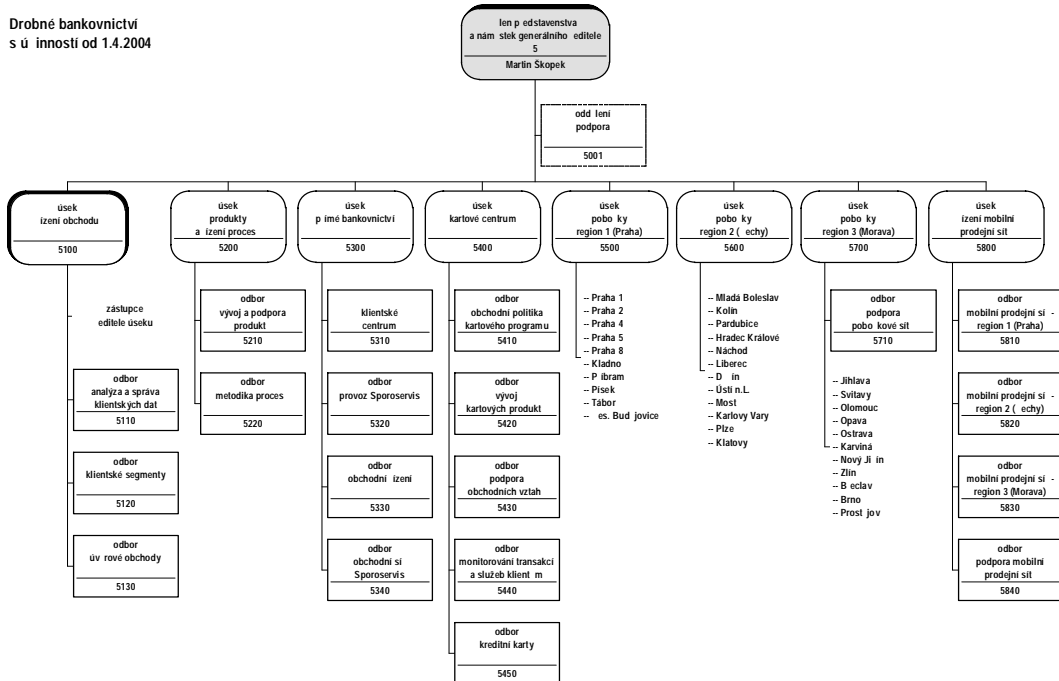 Drobné bankovnictví
s ú inností od 1.4.2004
len p edstavenstva
a nám stek generálního editele
5
Martin Škopek
odd lení
podpora
5001
úsek
ízení obchodu
5100
zástupce
editele úseku
odbor
analýza a správa
klientských dat
5110
odbor
klientské segmenty
5120
odbor
úv rové obchody
5130
úsek
produkty
a ízení proces
5200
odbor
vývoj a podpora
produkt
5210
odbor
metodika proces
5220
úsek
p ímé bankovnictví
5300
klientské
centrum
5310
odbor
provoz Sporoservis
5320
odbor
obchodní ízení
5330
odbor
obchodní sí
Sporoservis
5340
úsek
kartové centrum
5400
odbor
obchodní politika
kartového programu
5410
odbor
vývoj
kartových produkt
5420
odbor
podpora
obchodních vztah
5430
odbor
monitorování transakcí
a služeb klient m
5440
odbor
kreditní karty
5450
úsek
pobo ky
region 1 (Praha)
5500
-- Praha 1
-- Praha 2
-- Praha 4
-- Praha 5
-- Praha 8
-- Kladno
-- P íbram
-- Písek
-- Tábor
-- es. Bud jovice
úsek
pobo ky
region 2 ( echy)
5600
-- Mladá Boleslav
-- Kolín
-- Pardubice
-- Hradec Králové
-- Náchod
-- Liberec
-- D ín
-- Ústí n.L.
-- Most
-- Karlovy Vary
-- Plze
-- Klatovy
úsek
pobo ky
region 3 (Morava)
5700
odbor
podpora
pobo kové sít
5710
-- Jihlava
-- Svitavy
-- Olomouc
-- Opava
-- Ostrava
-- Karviná
-- Nový Ji ín
-- Zlín
-- B eclav
-- Brno
-- Prost jov
úsek
ízení mobilní
prodejní sít
5800
odbor
mobilní prodejní sí -
region 1 (Praha)
5810
odbor
mobilní prodejní sí -
region 2 ( echy)
5820
odbor
mobilní prodejní sí -
region 3 (Morava)
5830
odbor
podpora mobilní
prodejní sít
5840